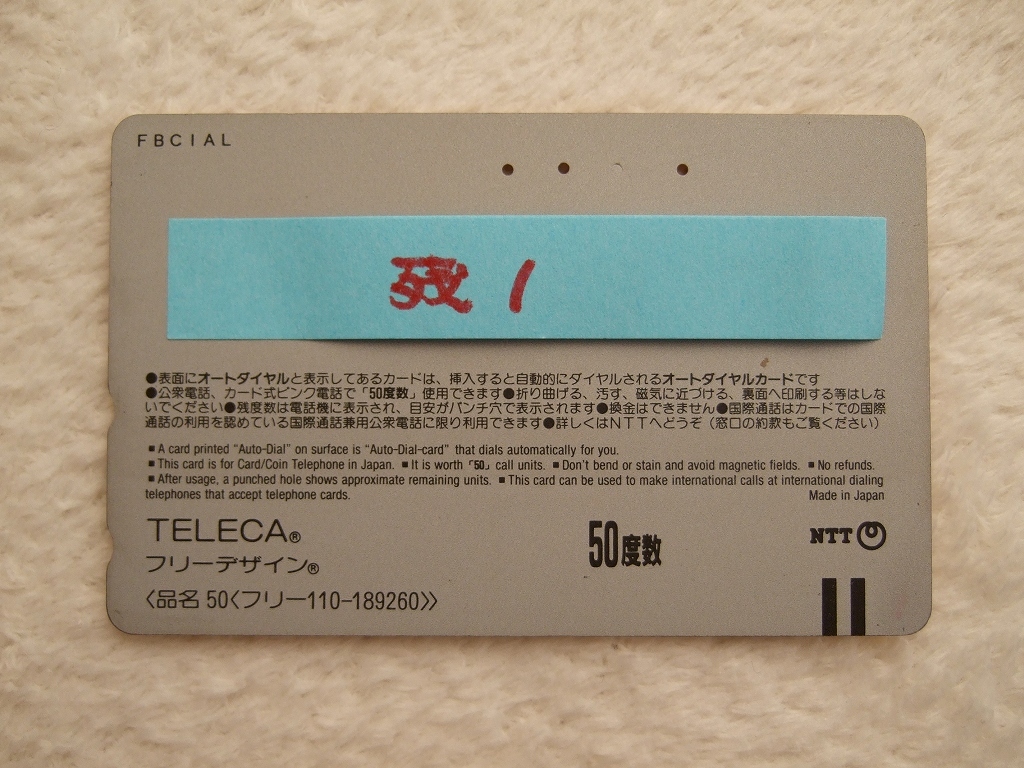 FBCIAL
残 1
●表面にオートダイヤルと表示してあるカードは、挿入すると自動的にダイヤルされるオートダイヤルカードです
●公衆電話、カード式ピンク電話で「50度数」使用できます●折り曲げる、汚す、磁気に近づける、裏面へ印刷する等はしな
いでください●残度数は電話機に表示され、目安がパンチ穴で表示されます●換金はできません●国際通話はカードでの国際
通話の利用を認めている国際通話兼用公衆電話に限り利用できます●詳しくはNTTへどうぞ（窓口の約款もご覧ください）
■ A card printed "Auto-Dial" on surface is "Auto-Dial-card" that dials automatically for you.
■ This card is for Card/Coin Telephone in Japan. ■ It is worth「50」call units. ■ Don't bend or stain and avoid magnetic fields. ■ No refunds.
■ After usage, a punched hole shows approximate remaining units. ■ This card can be used to make international calls at international dialing
telephones that accept telephone cards.
Made in Japan
TELECA®
フリーデザイン®
〈品名 50〈フリー110-189260〉〉
50度数
NTT